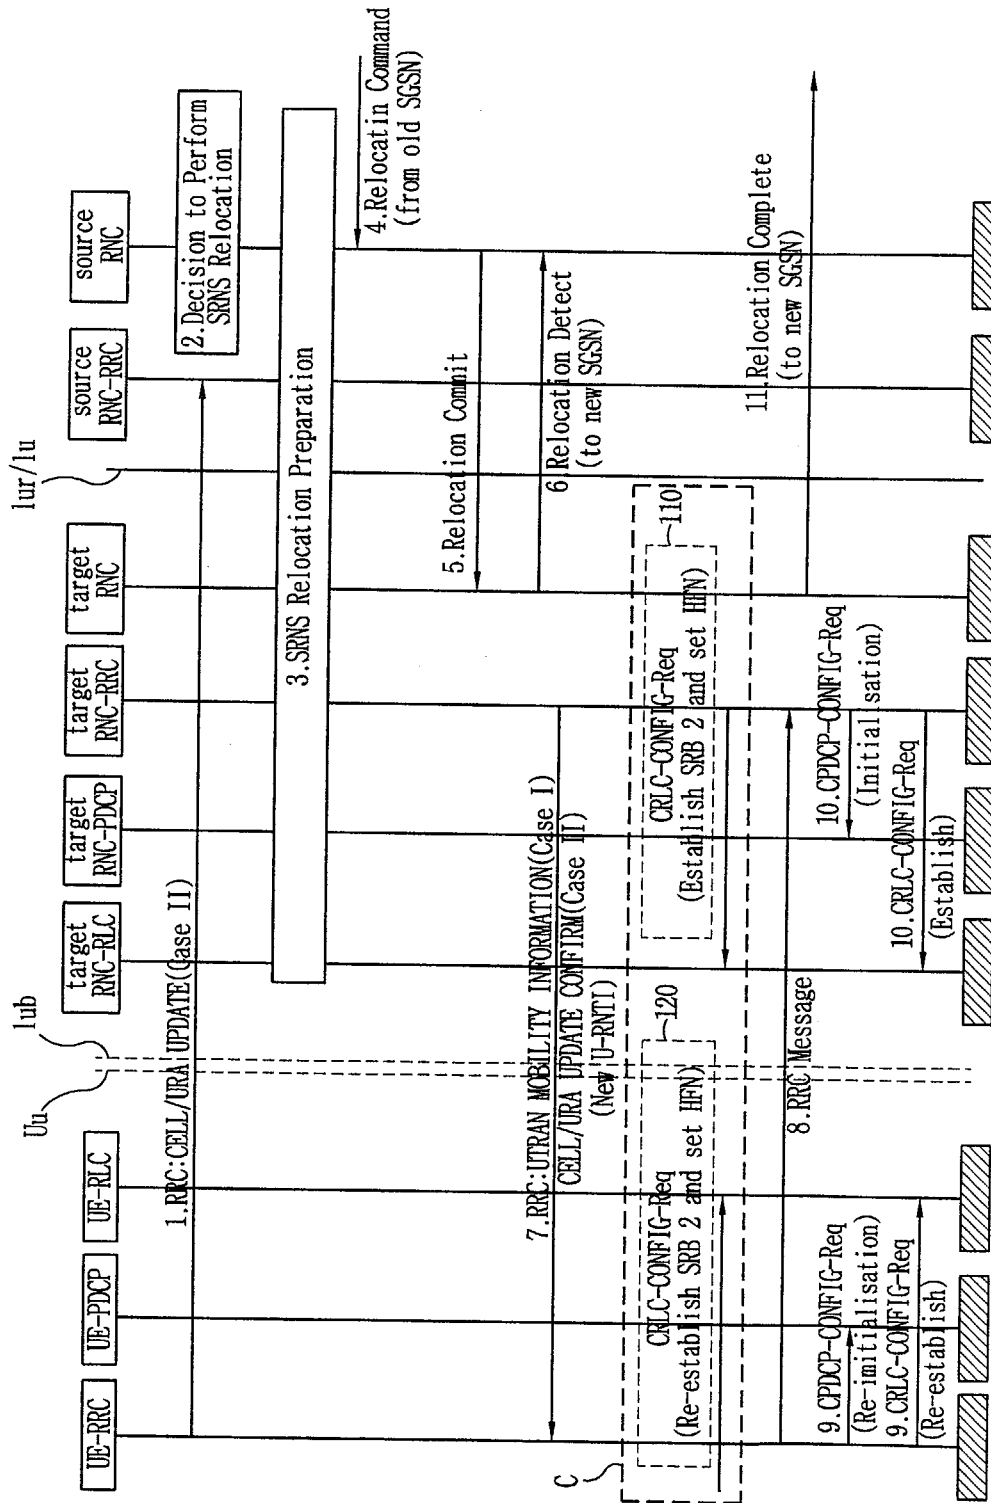 UE-RRC
UE-PDCP
UE-RLC
Uu
lub
target
RNC-RLC
target
RNC-PDCP
target
RNC-RRC
target
RNC
lur/lu
source
RNC-RRC
source
RNC
1.RRC:CELL/URA UPDATE(Case II)
2.Decision to Perform
SRNS Relocation
3.SRNS Relocation Preparation
4.Relocatin Command
(from old SGSN)
5.Relocation Commit
6.Relocation Detect
(to new SGSN)
7.RRC:UTRAN MOBILITY INFORMATION(Case I)
CELL/URA UPDATE CONFIRM(Case II)
(New U-RNTI)
C
120
CRLC-CONFIG-Req
(Re-establish SRB 2 and set HFN)
110
CRLC-CONFIG-Req
(Establish SRB 2 and set HFN)
8.RRC Message
9.CPDCP-CONFIG-Req
(Re-imitialisation)
9.CRLC-CONFIG-Req
(Re-establish)
10.CPDCP-CONFIG-Req
(Initialisation)
10.CRLC-CONFIG-Req
(Establish)
11.Relocation Complete
(to new SGSN)